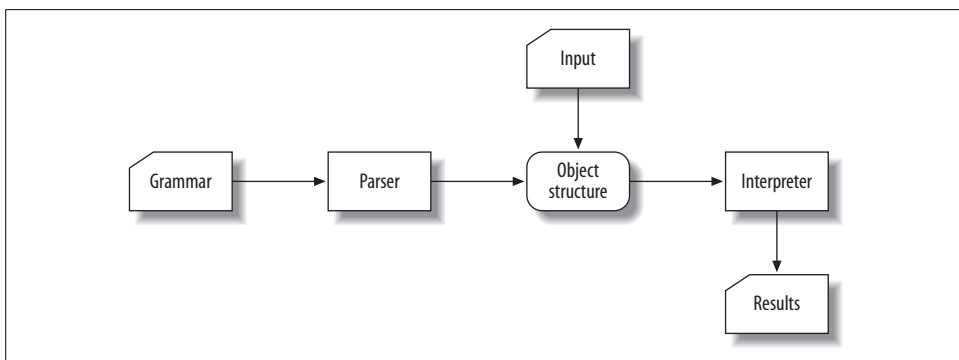 Input
Grammar
Parser
Object
structure
Interpreter
Results